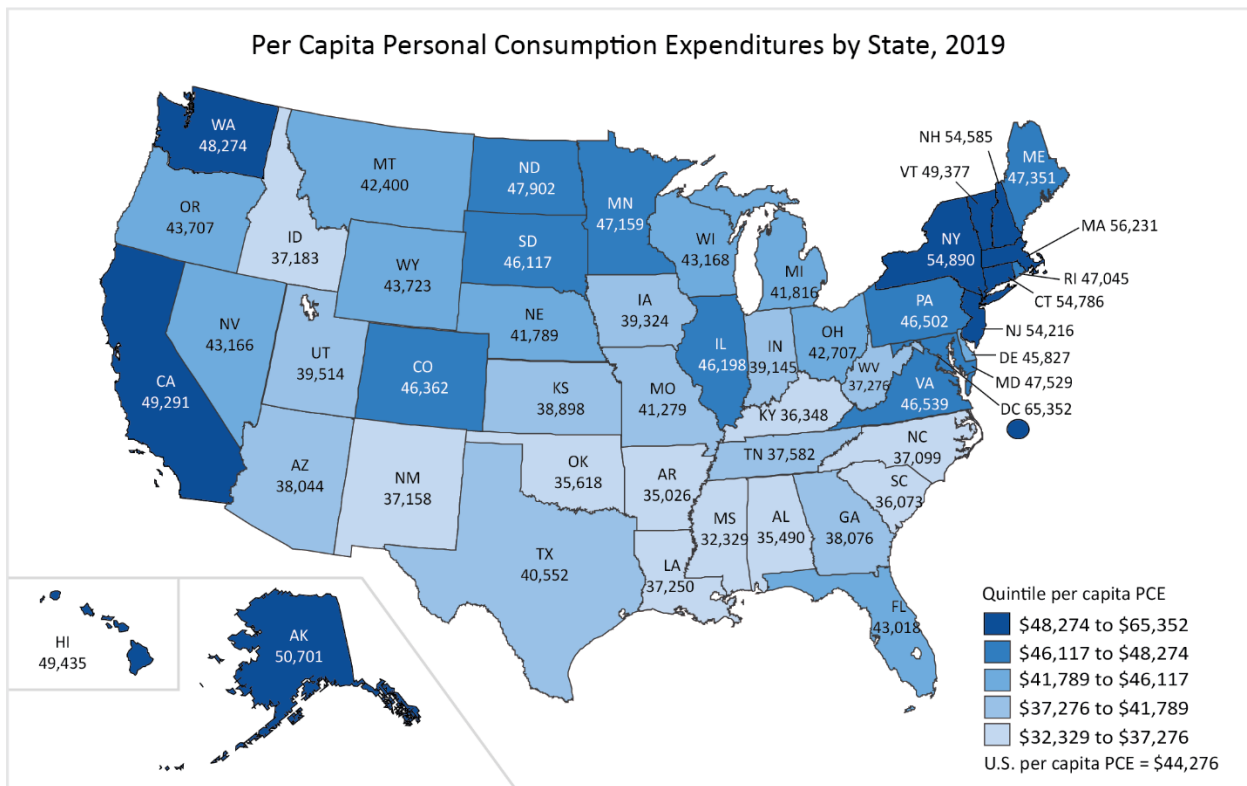 Per Capita Personal Consumption Expenditures by State, 2019
WA
48,274
MT
42,400
ND
47,902
MN
47,159
NH 54,585
VT 49,377
ME
47,351
OR
43,707
ID
37,183
WY
43,723
SD
46,117
WI
43,168
MI
41,816
NY
54,890
MA 56,231
RI 47,045
CT 54,786
NJ 54,216
DE 45,827
MD 47,529
DC 65,352
PA
46,502
NV
43,166
UT
39,514
CO
46,362
NE
41,789
IA
39,324
IL
46,198
IN
39,145
OH
42,707
WV
37,276
VA
46,539
CA
49,291
KS
38,898
MO
41,279
KY 36,348
NC
37,099
TN 37,582
SC
36,073
AZ
38,044
NM
37,158
OK
35,618
AR
35,026
MS
32,329
AL
35,490
GA
38,076
TX
40,552
LA
37,250
FL
43,018
HI
49,435
AK
50,701
Quintile per capita PCE
$48,274 to $65,352
$46,117 to $48,274
$41,789 to $46,117
$37,276 to $41,789
$32,329 to $37,276
U.S. per capita PCE = $44,276